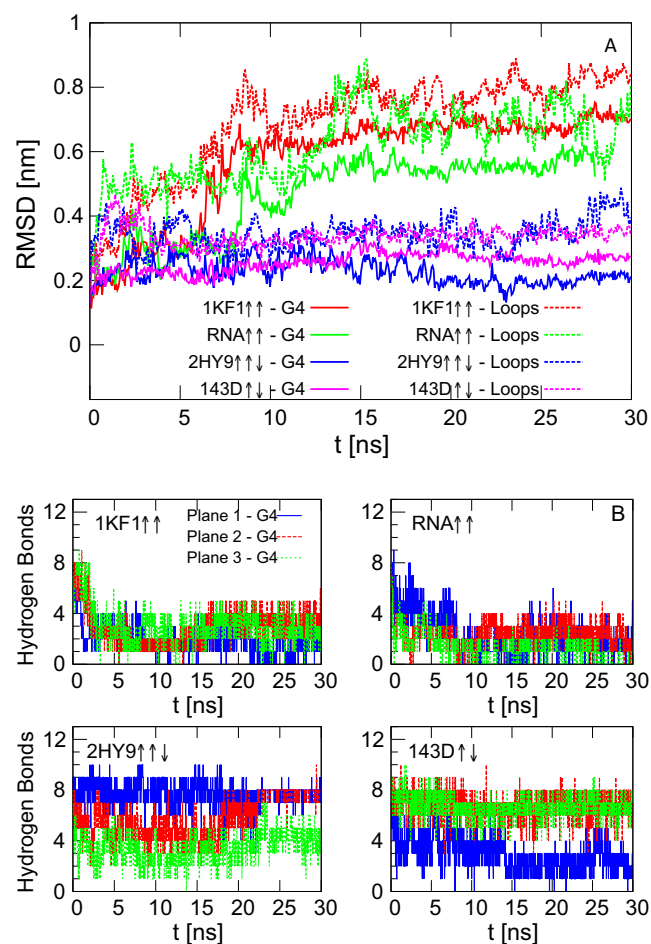 A
1
0.8
0.6
0.4
0.2
0
RMSD [nm]
1KF1↑↑ - G4
RNA↑↑ - G4
2HY9↑↑↓ - G4
143D↑↓ - G4
1KF1↑↑ - Loops
RNA↑↑ - Loops
2HY9↑↑↓ - Loops
143D↑↓ - Loops
0 5 10 15 20 25 30
t [ns]
B
12
8
4
0
Hydrogen Bonds
1KF1↑↑
Plane 1 - G4
Plane 2 - G4
Plane 3 - G4
0 5 10 15 20 25 30
t [ns]
12
8
4
0
RNA↑↑
0 5 10 15 20 25 30
t [ns]
12
8
4
0
Hydrogen Bonds
2HY9↑↑↓
0 5 10 15 20 25 30
t [ns]
12
8
4
0
143D↑↓
0 5 10 15 20 25 30
t [ns]